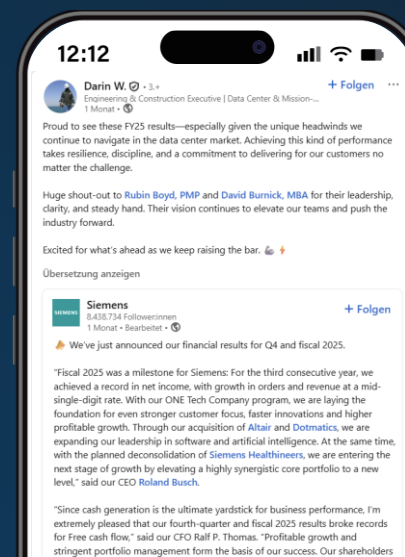 12:12
Darin W. • 3.+
+ Folgen ...
Engineering & Construction Executive | Data Center & Mission-...
1 Monat •
Proud to see these FY25 results—especially given the unique headwinds we
continue to navigate in the data center market. Achieving this kind of performance
takes resilience, discipline, and a commitment to delivering for our customers no
matter the challenge.
Huge shout-out to Rubin Boyd, PMP and David Burnick, MBA for their leadership,
clarity, and steady hand. Their vision continues to elevate our teams and push the
industry forward.
Excited for what's ahead as we keep raising the bar. 💪⚡
Übersetzung anzeigen
SIEMENS
Siemens
+ Folgen
8.438.734 Follower:innen
1 Monat • Bearbeitet •
📣 We've just announced our financial results for Q4 and fiscal 2025.
"Fiscal 2025 was a milestone for Siemens: For the third consecutive year, we
achieved a record in net income, with growth in orders and revenue at a mid-
single-digit rate. With our ONE Tech Company program, we are laying the
foundation for even stronger customer focus, faster innovations and higher
profitable growth. Through our acquisition of Altair and Dotmatics, we are
expanding our leadership in software and artificial intelligence. At the same time,
with the planned deconsolidation of Siemens Healthineers, we are entering the
next stage of growth by elevating a highly synergistic core portfolio to a new
level," said our CEO Roland Busch.
"Since cash generation is the ultimate yardstick for business performance, I'm
extremely pleased that our fourth-quarter and fiscal 2025 results broke records
for Free cash flow," said our CFO Ralf P. Thomas. "Profitable growth and
stringent portfolio management form the basis of our success. Our shareholders